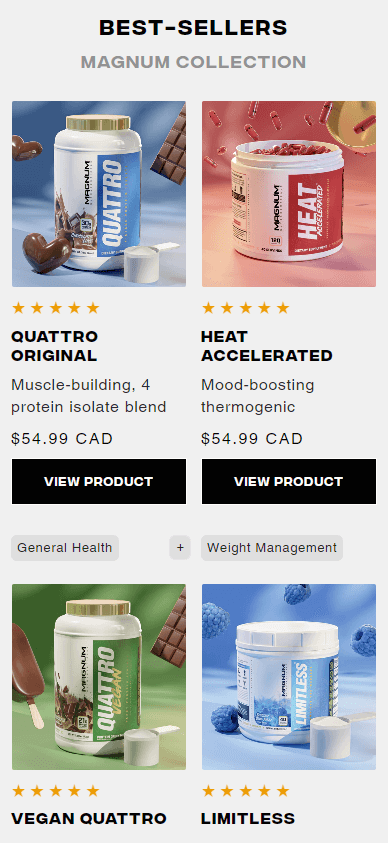 BEST-SELLERS
MAGNUM COLLECTION
MAGNUM
QUATTRO
MAGNUM
HEAT
ACCELERATED
QUATTRO
ORIGINAL
HEAT
ACCELERATED
Muscle-building, 4
protein isolate blend
Mood-boosting
thermogenic
$54.99 CAD
$54.99 CAD
VIEW PRODUCT
VIEW PRODUCT
General Health
+
Weight Management
MAGNUM
QUATTRO
VEGAN
MAGNUM
LIMITLESS
VEGAN QUATTRO
LIMITLESS